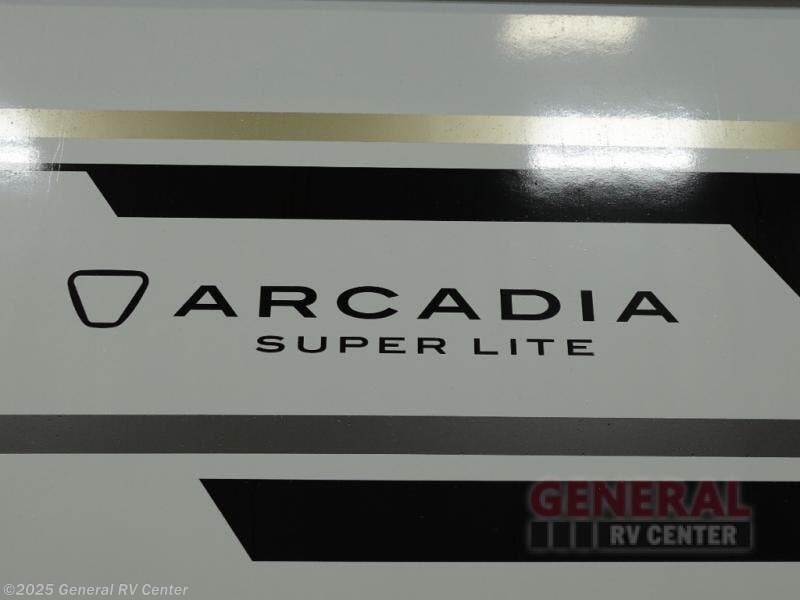 ARCADIA
SUPER LITE
GENERAL
RV CENTER
©2025 General RV Center